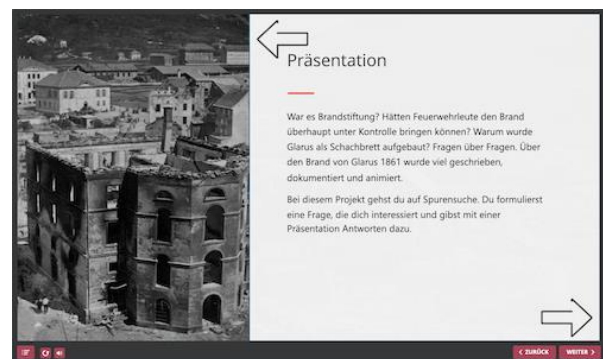 Präsentation
War es Brandstiftung? Hätten Feuerwehrleute den Brand
überhaupt unter Kontrolle bringen können? Warum wurde
Glarus als Schachbrett aufgebaut? Fragen über Fragen. Über
den Brand von Glarus 1861 wurde viel geschrieben,
dokumentiert und animiert.
Bei diesem Projekt gehst du auf Spurensuche. Du formulierst
eine Frage, die dich interessiert und gibst mit einer
Präsentation Antworten dazu.
ZURÜCK WEITER